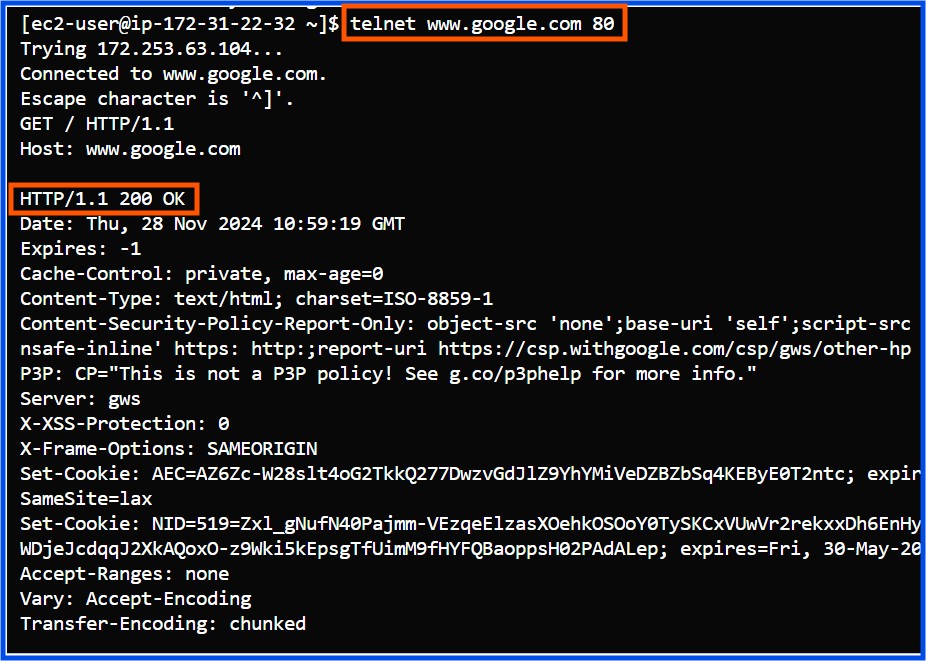 [ec2-user@ip-172-31-22-32 ~]$ telnet www.google.com 80
Trying 172.253.63.104...
Connected to www.google.com.
Escape character is '^]'.
GET / HTTP/1.1
Host: www.google.com
HTTP/1.1 200 OK
Date: Thu, 28 Nov 2024 10:59:19 GMT
Expires: -1
Cache-Control: private, max-age=0
Content-Type: text/html; charset=ISO-8859-1
Content-Security-Policy-Report-Only: object-src 'none';base-uri 'self';script-src
nsafe-inline' https: http:;report-uri https://csp.withgoogle.com/csp/gws/other-hp
P3P: CP="This is not a P3P policy! See g.co/p3phelp for more info."
Server: gws
X-XSS-Protection: 0
X-Frame-Options: SAMEORIGIN
Set-Cookie: AEC=AZ6Zc-W28slt4oG2TkkQ277DwzvGdJlZ9YhYMiVeDZBZbSq4KEByE0T2ntc; expir
SameSite=lax
Set-Cookie: NID=519=Zxl_gNufN40Pajmm-VEzqeElzasXOehkOSOoY0TySKCxVUwVr2rekxxDh6EnHy
WDjeJcdqqJ2XkAQoxO-z9Wki5kEpsgTfUimM9fHYFQBaoppsH02PAdALep; expires=Fri, 30-May-20
Accept-Ranges: none
Vary: Accept-Encoding
Transfer-Encoding: chunked